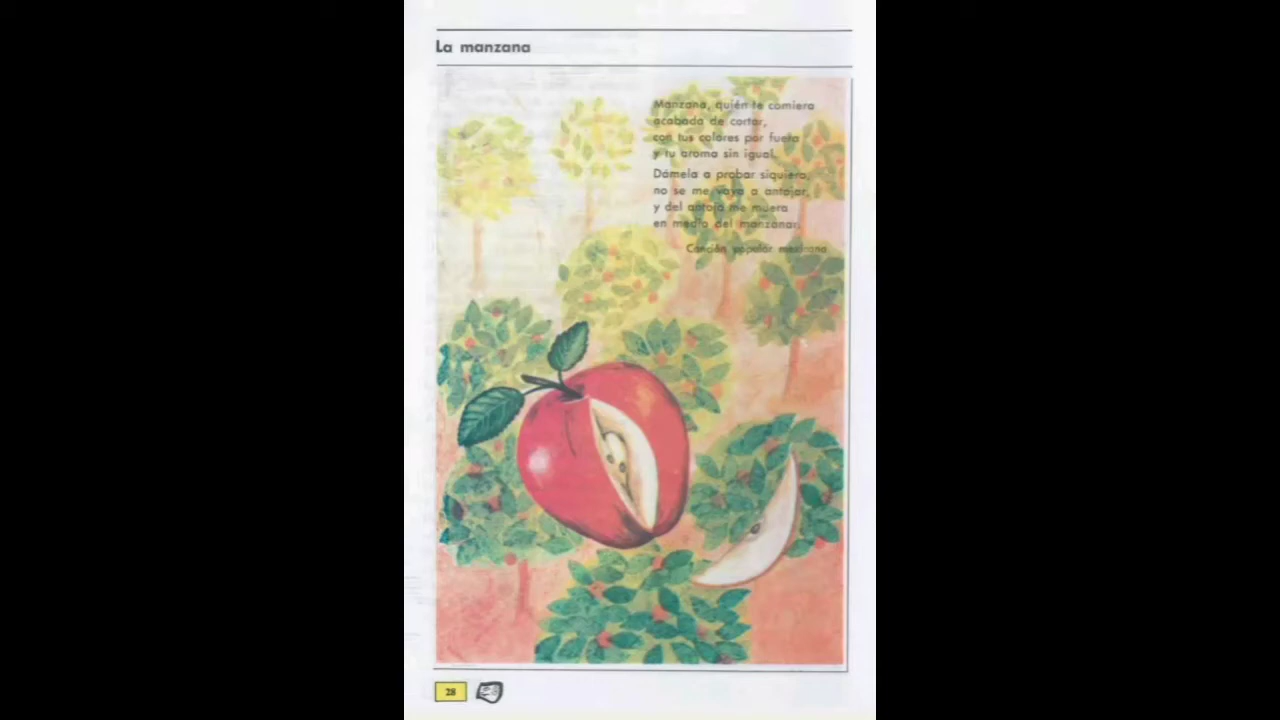 La manzana
Manzana, quién te comiera
acabada de cortar,
con tus colores por fuera
y tu aroma sin igual.
Dámela a probar siquiera,
no se me vaya a antojar,
y del antojo me muera
en medio del manzanar.
Canción popular mexicana
28